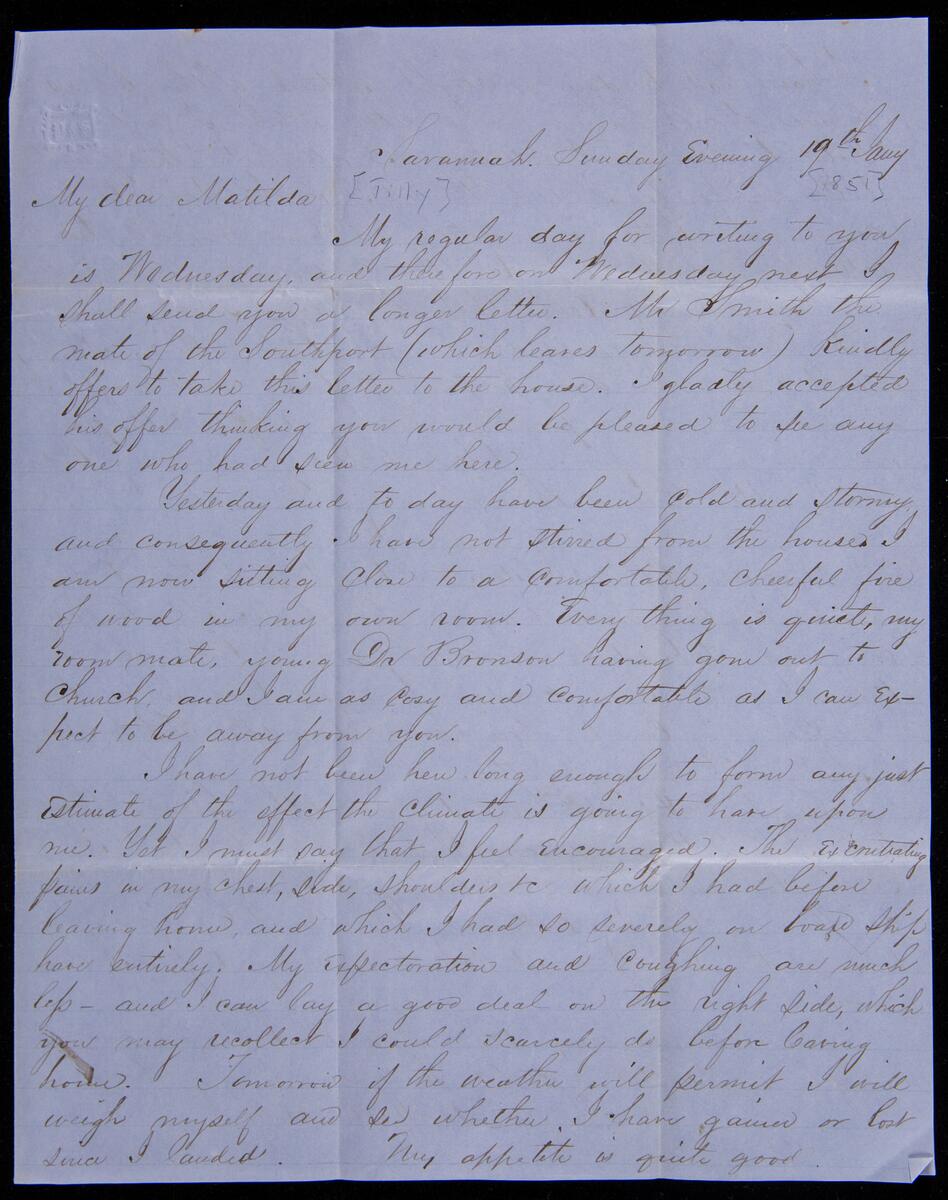 Savannah. Sunday Evening 19th Jany
My dear Matilda [Tilly] [1851]
My regular day for writing to you
is Wednesday, and therefore on Wednesday next I
shall send you a longer letter. Mr Smith the
mate of the Southport (which leaves tomorrow) kindly
offers to take this letter to the house. I gladly accepted
his offer thinking you would be pleased to see any
one who had seen me here.
Yesterday and to day have been cold and stormy,
and consequently I have not stirred from the house. I
am now sitting close to a comfortable, cheerful fire
of wood in my own room. Every thing is quiete, my
room mate, young Dr Bronson having gone out to
Church, and I am as cosy and comfortable as I can ex-
pect to be away from you.
I have not been here long enough to form any just
estimate of the effect the climate is going to have upon
me. Yet I must say that I feel encouraged. The excrutiating
pains in my chest, side, shoulders &c which I had before
leaving home, and which I had so severely on board ship
have entirely. My expectoration and coughing are much
less - and I can lay a good deal on the right side, which
you may recollect I could scarcely do before leaving
home. Tomorrow if the weather will permit I will
weigh myself and see whether I have gained or lost
since I landed. My appetite is quite good.